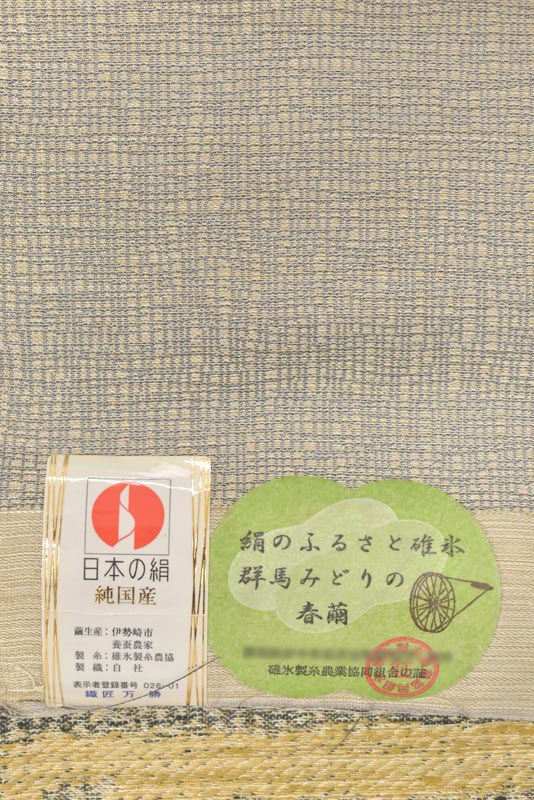 日本の絹
純国産
繭生産：伊勢崎市
養蚕農家
製　糸：碓氷製糸農協
製　織：自　社
表示者登録番号 026-01
織匠万勝
絹のふるさと碓氷
群馬みどりの
春繭
碓氷製糸農業協同組合の証